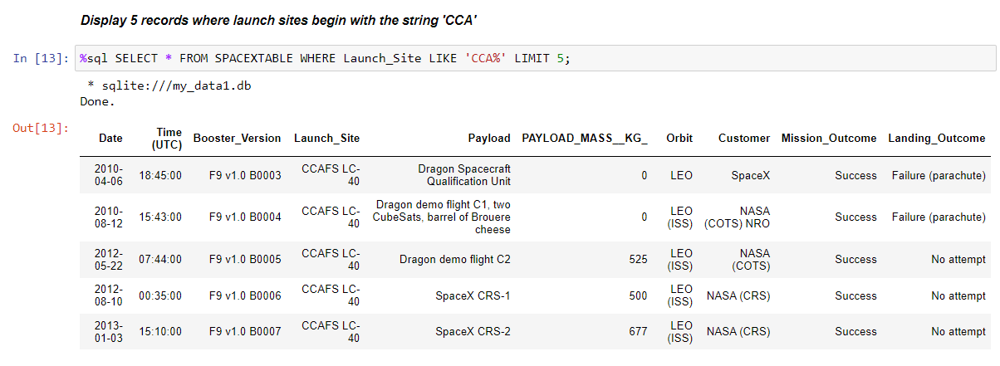 Display 5 records where launch sites begin with the string 'CCA'
In [13]: %sql SELECT * FROM SPACEXTABLE WHERE Launch_Site LIKE 'CCA%' LIMIT 5;
* sqlite:///my_data1.db
Done.
Out[13]:
Date Time (UTC) Booster_Version Launch_Site Payload PAYLOAD_MASS__KG_ Orbit Customer Mission_Outcome Landing_Outcome
2010-04-06 18:45:00 F9 v1.0 B0003 CCAFS LC-40 Dragon Spacecraft Qualification Unit 0 LEO SpaceX Success Failure (parachute)
2010-08-12 15:43:00 F9 v1.0 B0004 CCAFS LC-40 Dragon demo flight C1, two CubeSats, barrel of Brouere cheese 0 LEO (ISS) NASA (COTS) NRO Success Failure (parachute)
2012-05-22 07:44:00 F9 v1.0 B0005 CCAFS LC-40 Dragon demo flight C2 525 LEO (ISS) NASA (COTS) Success No attempt
2012-08-10 00:35:00 F9 v1.0 B0006 CCAFS LC-40 SpaceX CRS-1 500 LEO (ISS) NASA (CRS) Success No attempt
2013-01-03 15:10:00 F9 v1.0 B0007 CCAFS LC-40 SpaceX CRS-2 677 LEO (ISS) NASA (CRS) Success No attempt